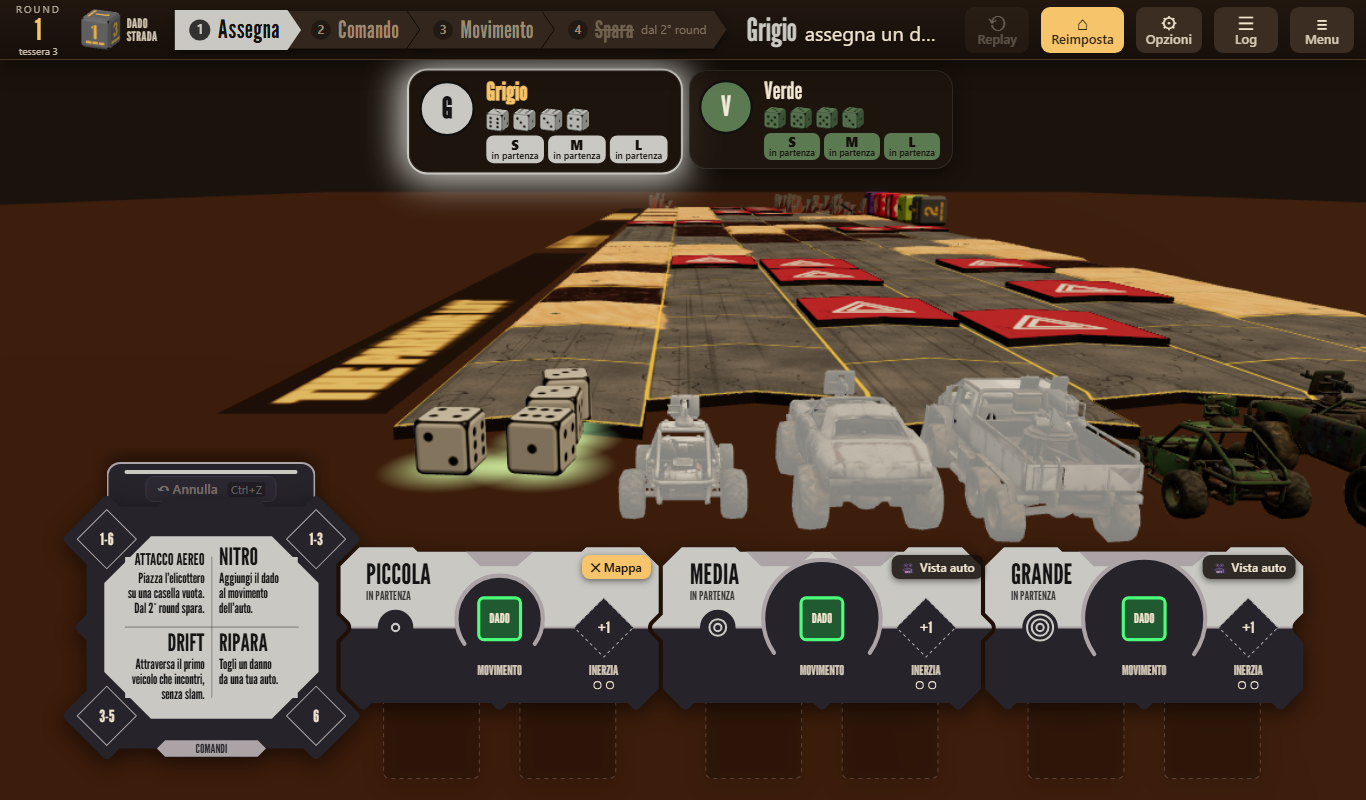 ROUND
1
tessera 3
1 3
DADO
STRADA
1 Assegna
2 Comando
3 Movimento
4 Spara dal 2° round
Grigio assegna un d...
Replay
Reimposta
Opzioni
Log
Menu
G
Grigio
S
in partenza
M
in partenza
L
in partenza
V
Verde
S
in partenza
M
in partenza
L
in partenza
2
Annulla Ctrl+Z
1-6
1-3
ATTACCO AEREO
Piazza l'elicottero
su una casella vuota.
Dal 2° round spara.
NITRO
Aggiungi il dado
al movimento
dell'auto.
DRIFT
Attraversa il primo
veicolo che incontri,
senza slam.
RIPARA
Togli un danno
da una tua auto.
3-5
6
COMANDI
PICCOLA
IN PARTENZA
Mappa
DADO
+1
MOVIMENTO
INERZIA
MEDIA
IN PARTENZA
Vista auto
DADO
+1
MOVIMENTO
INERZIA
GRANDE
IN PARTENZA
Vista auto
DADO
+1
MOVIMENTO
INERZIA